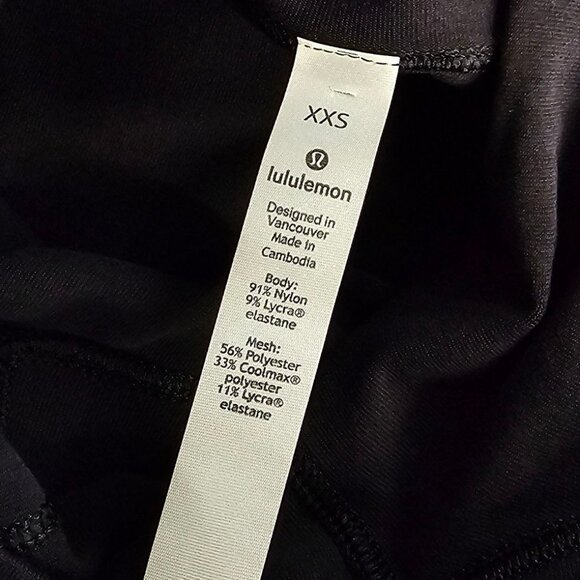 XXS
lululemon
Designed in
Vancouver
Made in
Cambodia
Body:
91% Nylon
9% Lycra®
elastane
Mesh:
56% Polyester
33% Coolmax®
polyester
11% Lycra®
elastane